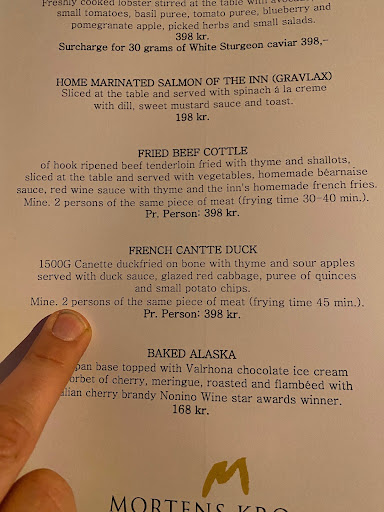 Freshly cooked lobster stirred at the table with
small tomatoes, basil puree, tomato puree, blueberry and
pomegranate apple, picked herbs and small salads.
398 kr.
Surcharge for 30 grams of White Sturgeon caviar 398,-
HOME MARINATED SALMON OF THE INN (GRAVLAX)
Sliced at the table and served with spinach á la creme
with dill, sweet mustard sauce and toast.
198 kr.
FRIED BEEF COTTLE
of hook ripened beef tenderloin fried with thyme and shallots,
sliced at the table and served with vegetables, homemade béarnaise
sauce, red wine sauce with thyme and the inn's homemade french fries.
Mine. 2 persons of the same piece of meat (frying time 30-40 min.).
Pr. Person: 398 kr.
FRENCH CANTTE DUCK
1500G Canette duckfried on bone with thyme and sour apples
served with duck sauce, glazed red cabbage, puree of quinces
and small potato chips.
Mine. 2 persons of the same piece of meat (frying time 45 min.).
Pr. Person: 398 kr.
BAKED ALASKA
base topped with Valrhona chocolate ice cream
of cherry, meringue, roasted and flambéed with
cherry brandy Nonino Wine star awards winner.
168 kr.
M
MORTENS KRO